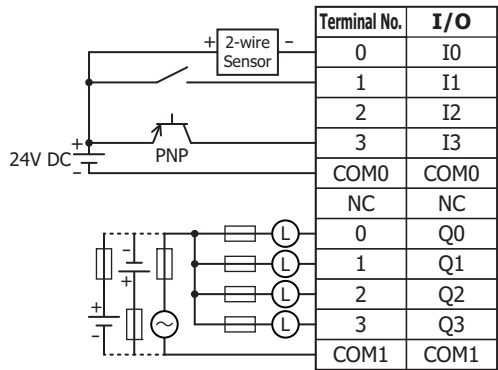 Terminal No. I/O
+ 2-wire Sensor – 0 I0
1 I1
2 I2
PNP 3 I3
24V DC + – COM0 COM0
NC NC
L 0 Q0
L 1 Q1
L 2 Q2
L 3 Q3
– + + – COM1 COM1